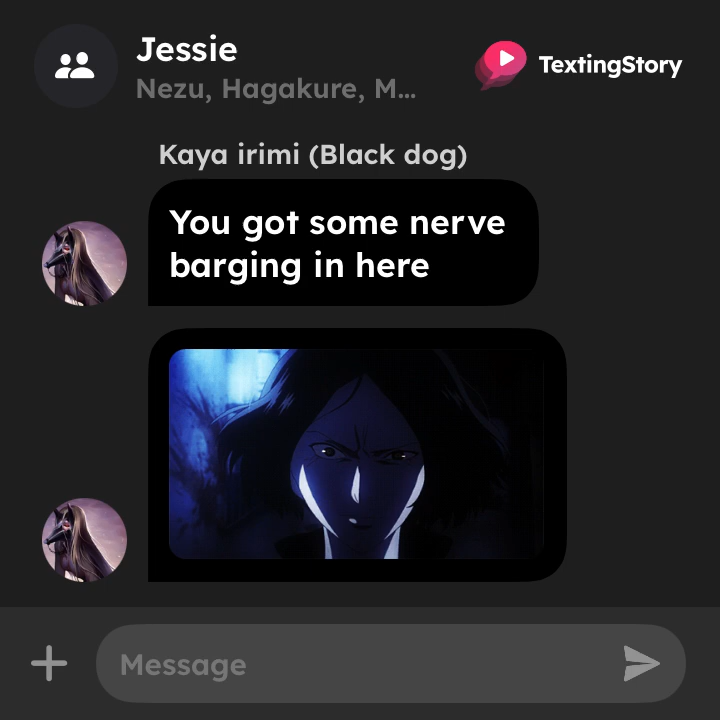 Jessie
TextingStory
Nezu, Hagakure, M...
Kaya irimi (Black dog)
You got some nerve
barging in here
Message